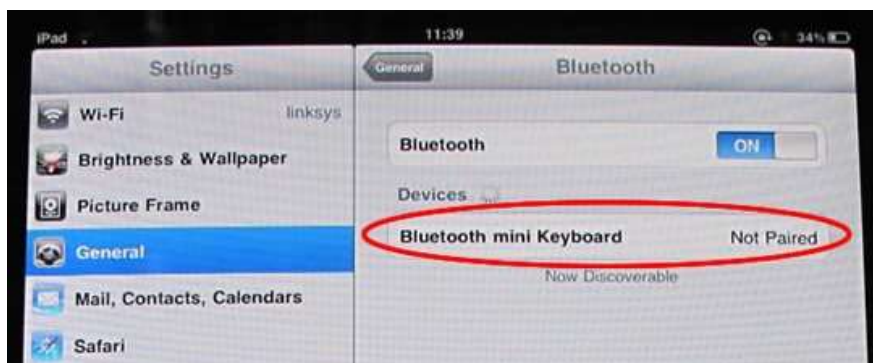 iPad
11:39
34%
Settings
General
Bluetooth
Wi-Fi
linksys
Brightness & Wallpaper
Picture Frame
General
Mail, Contacts, Calendars
Safari
Bluetooth
ON
Devices
Bluetooth mini Keyboard
Not Paired
Now Discoverable